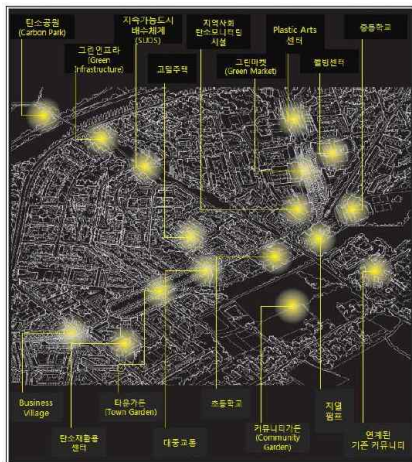 탄소공원
(Carbon Park)
그린인프라
(Green
Infrastructure)
지속가능도시
배수체계
(SUDS)
고밀주택
지역사회
탄소모니터링
시설
그린마켓
(Green Market)
Plastic Arts
센터
웰빙센터
중등학교
Business
Village
탄소재활용
센터
타운가든
(Town Garden)
대중교통
초등학교
커뮤니티가든
(Community
Garden)
지열
펌프
연계된
기존 커뮤니티